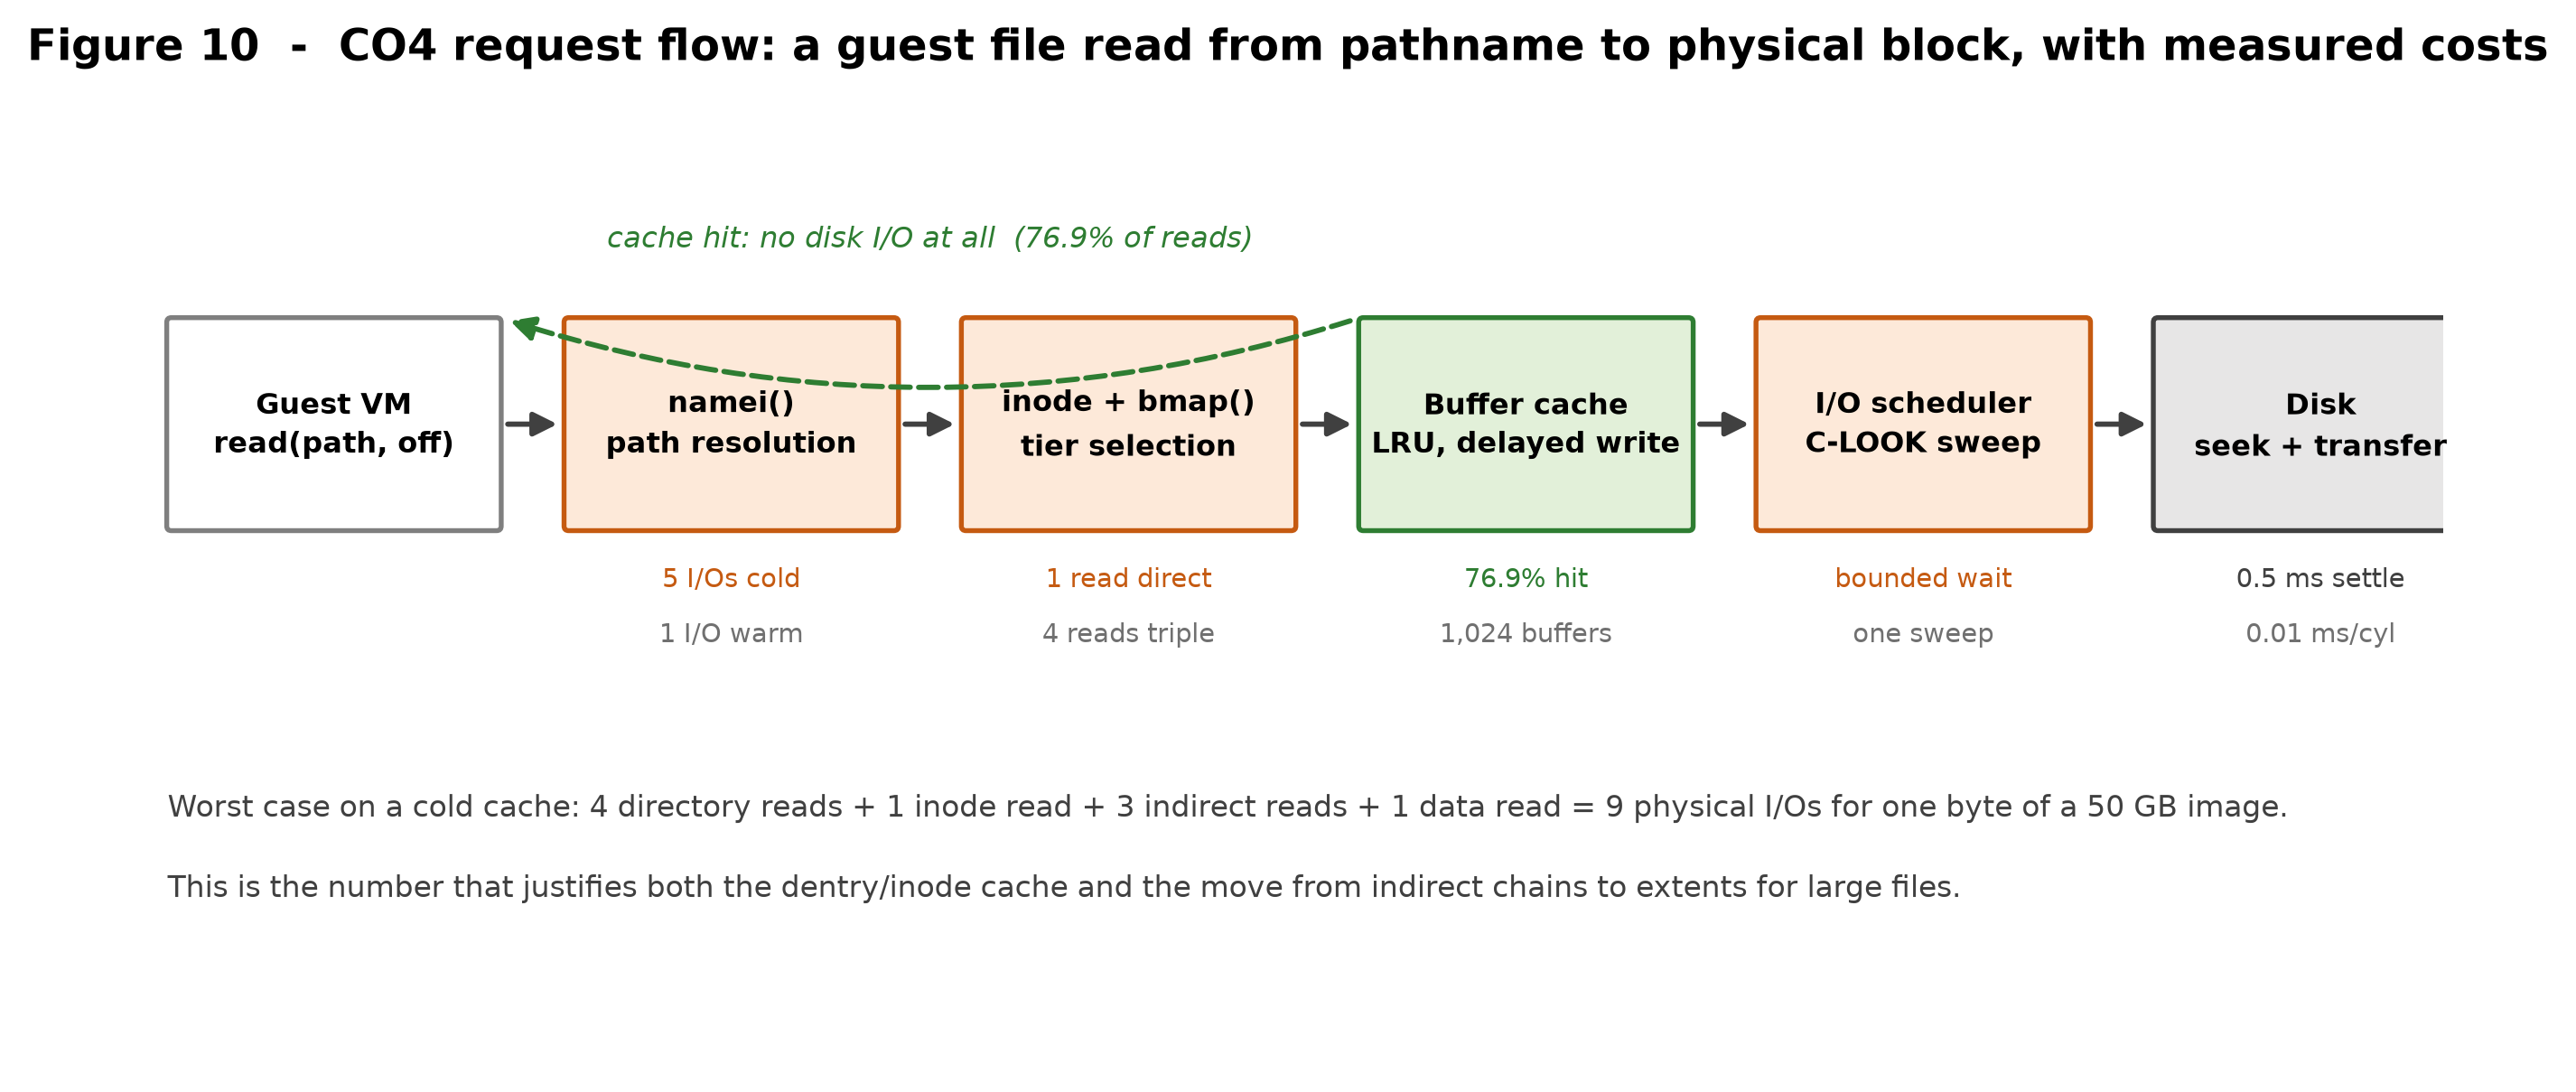 Figure 10 - CO4 request flow: a guest file read from pathname to physical block, with measured costs
cache hit: no disk I/O at all (76.9% of reads)
Guest VM
read(path, off)
namei()
path resolution
inode + bmap()
tier selection
Buffer cache
LRU, delayed write
I/O scheduler
C-LOOK sweep
Disk
seek + transfer
5 I/Os cold
1 I/O warm
1 read direct
4 reads triple
76.9% hit
1,024 buffers
bounded wait
one sweep
0.5 ms settle
0.01 ms/cyl
Worst case on a cold cache: 4 directory reads + 1 inode read + 3 indirect reads + 1 data read = 9 physical I/Os for one byte of a 50 GB image.
This is the number that justifies both the dentry/inode cache and the move from indirect chains to extents for large files.